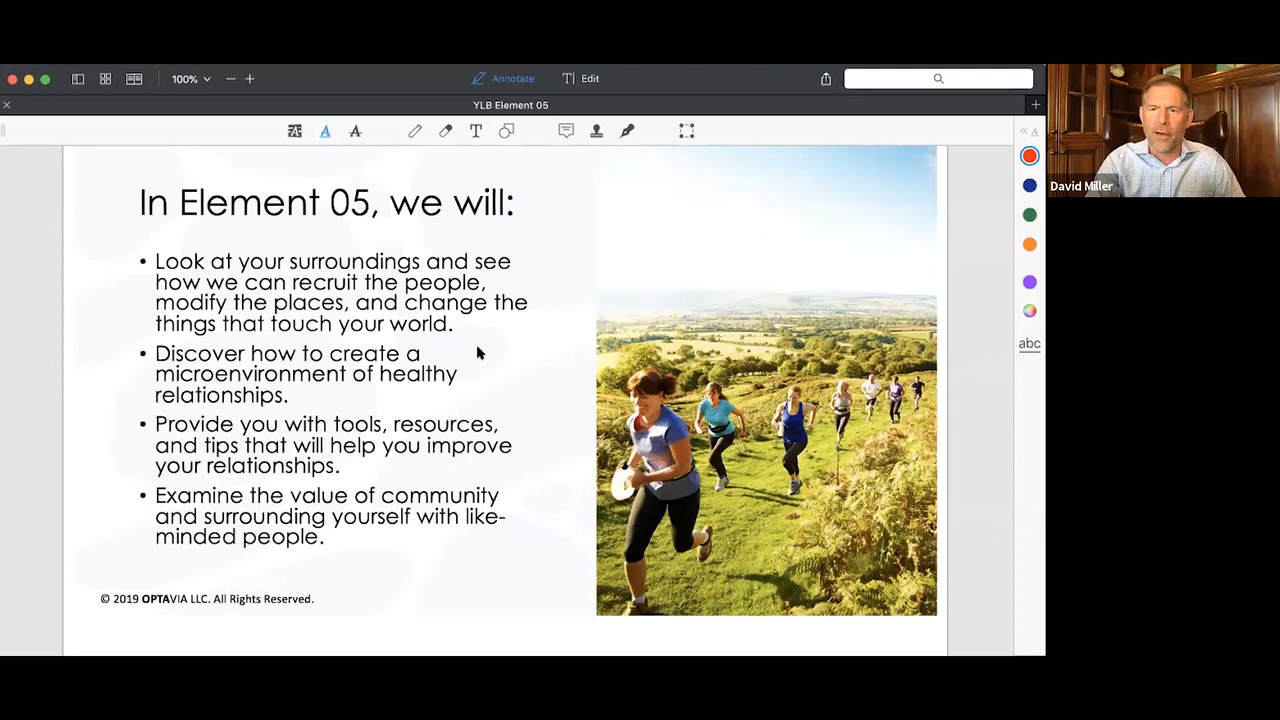 100%
Annotate
Edit
YLB Element 05
In Element 05, we will:
• Look at your surroundings and see
how we can recruit the people,
modify the places, and change the
things that touch your world.
• Discover how to create a
microenvironment of healthy
relationships.
• Provide you with tools, resources,
and tips that will help you improve
your relationships.
• Examine the value of community
and surrounding yourself with like-
minded people.
© 2019 OPTAVIA LLC. All Rights Reserved.
David Miller
abc